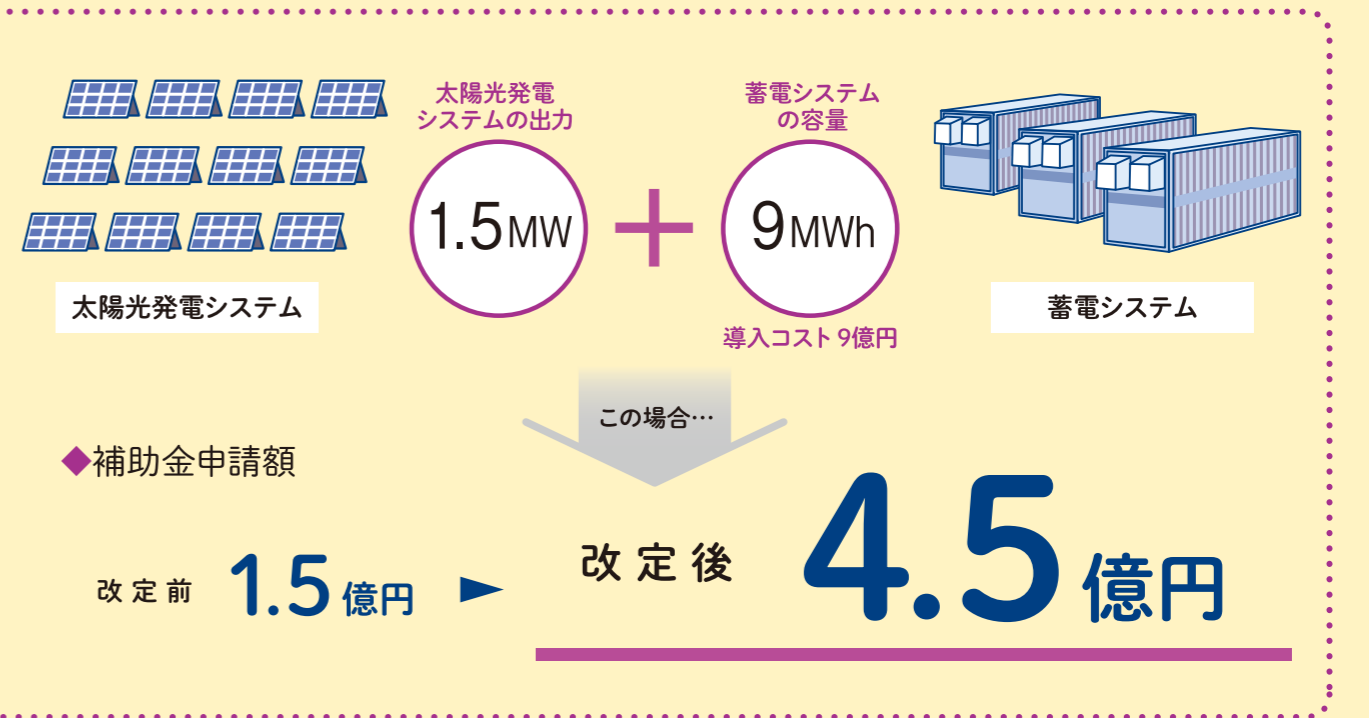 太陽光発電
システムの出力
1.5MW
太陽光発電システム
+
蓄電システム
の容量
9MWh
導入コスト 9億円
蓄電システム
この場合…
◆補助金申請額
改定前 1.5億円
▶
改定後 4.5億円